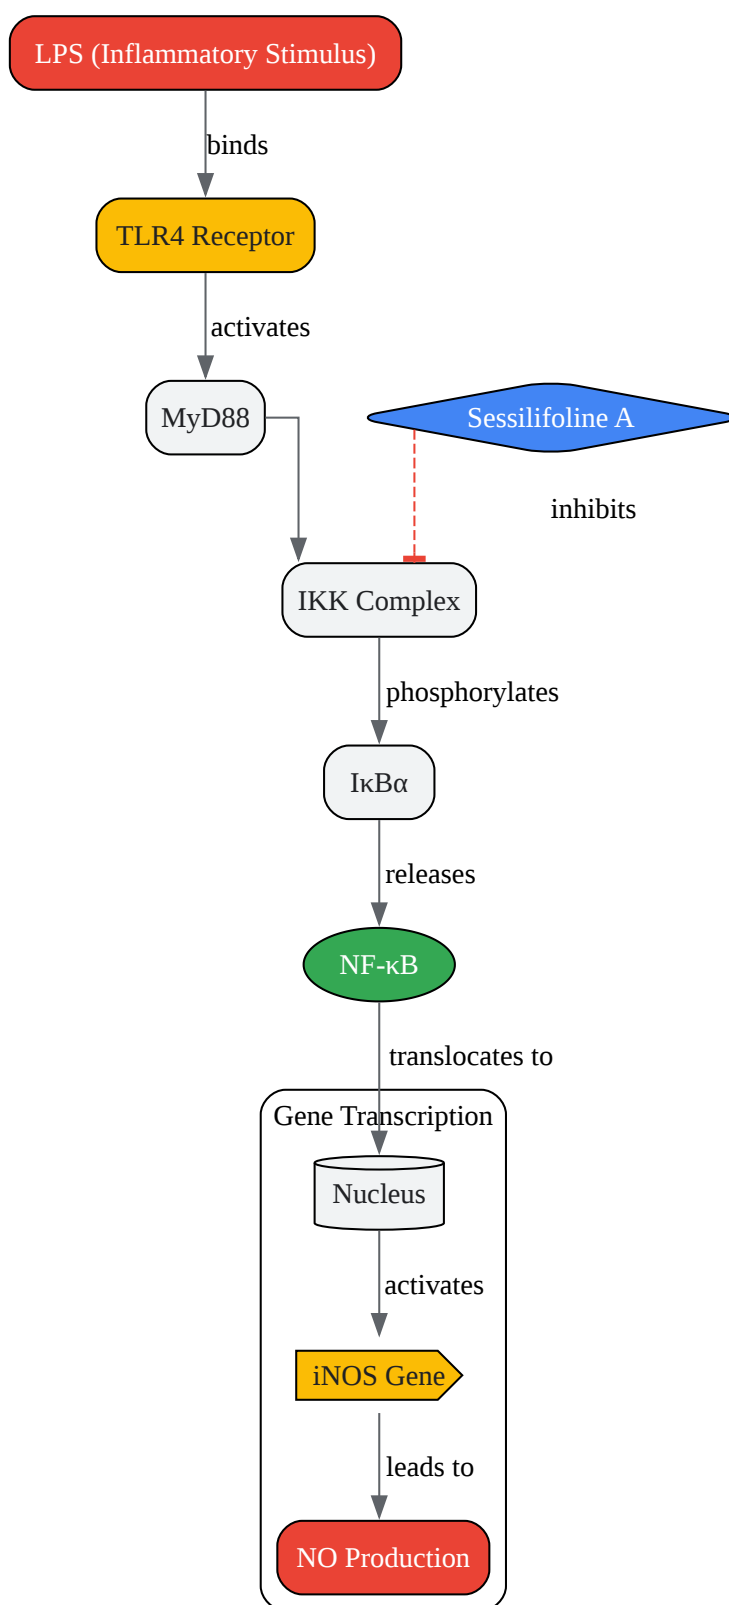 LPS (Inflammatory Stimulus)
binds
TLR4 Receptor
activates
MyD88
Sessilifoline A
inhibits
IKK Complex
phosphorylates
IκBα
releases
NF-κB
translocates to
Gene Transcription
Nucleus
activates
iNOS Gene
leads to
NO Production